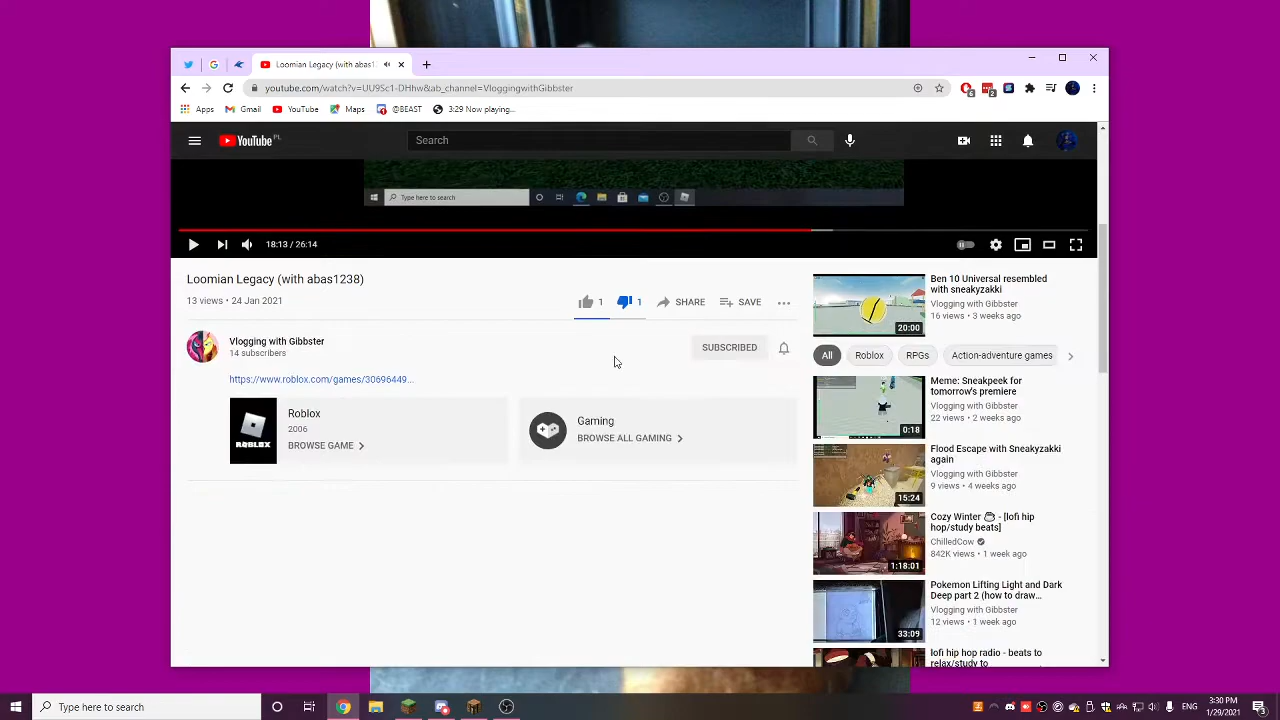 Loomian Legacy (with abas1238
youtube.com/watch?v=UU9Sc1-DHhw&ab_channel=VloggingwithGibbster
Apps Gmail YouTube Maps @BEAST 3:29 Now playing...
YouTube PL
Search
Type here to search
18:13 / 26:14
Loomian Legacy (with abas1238)
13 views • 24 Jan 2021
1 1 SHARE SAVE
Vogging with Gibbster
14 subscribers
SUBSCRIBED
https://www.roblox.com/games/30696449...
ROBLOX
Roblox
2006
BROWSE GAME
Gaming
BROWSE ALL GAMING
Ben 10 Universal resembled
with sneakyzakki
Vlogging with Gibbster
16 views • 3 weeks ago
20:00
All Roblox RPGs Action-adventure games
Meme: Sneakpeek for
tomorrow's premiere
Vlogging with Gibbster
22 views • 2 weeks ago
0:18
Flood Escape with Sneakyzakki
again
Vlogging with Gibbster
9 views • 4 weeks ago
15:24
Cozy Winter ☕ - [lofi hip
hop/study beats]
ChilledCow
842K views • 1 week ago
1:18:01
Pokemon Lifting Light and Dark
Deep part 2 (how to draw...
Vlogging with Gibbster
12 views • 1 week ago
33:09
lofi hip hop radio - beats to
relax/study to
Type here to search
3:30 PM
1/29/2021